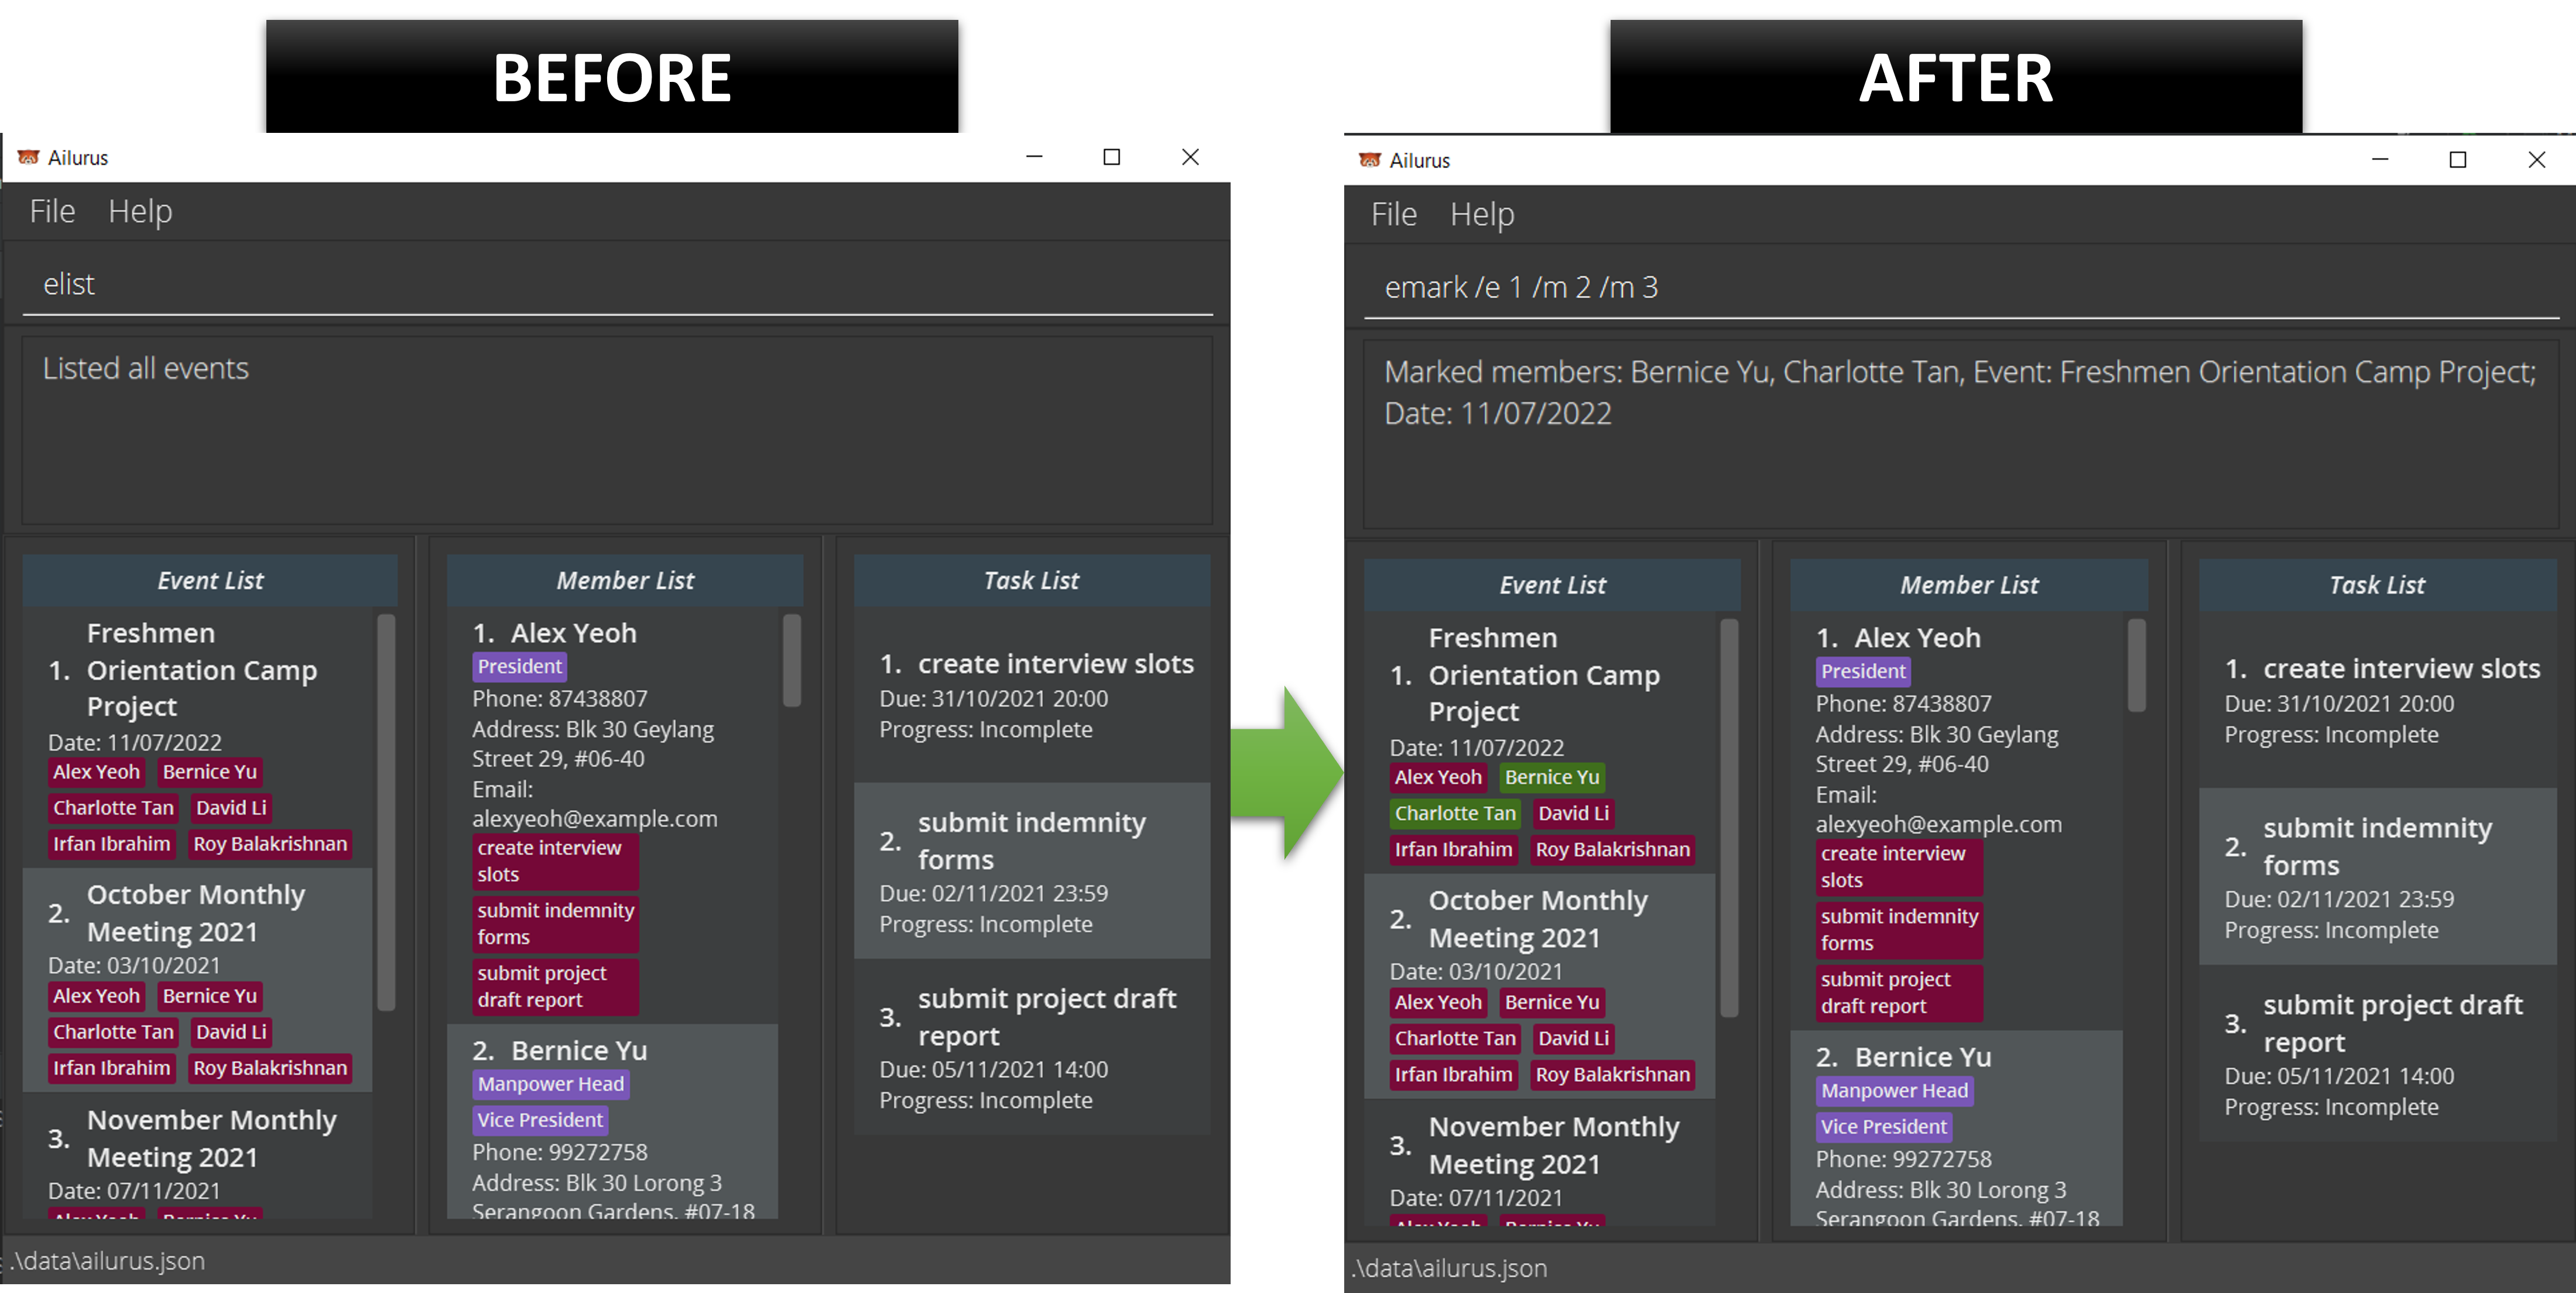 BEFORE
Ailurus
File Help
elist
Listed all events
Event List
Freshmen
1. Orientation Camp
Project
Date: 11/07/2022
Alex Yeoh Bernice Yu
Charlotte Tan David Li
Irfan Ibrahim Roy Balakrishnan
October Monthly
2.
Meeting 2021
Date: 03/10/2021
Alex Yeoh Bernice Yu
Charlotte Tan David Li
Irfan Ibrahim Roy Balakrishnan
November Monthly
3.
Meeting 2021
Date: 07/11/2021
Alex Yeoh Bernice Yu
Member List
1. Alex Yeoh
President
Phone: 87438807
Address: Blk 30 Geylang
Street 29, #06-40
Email:
alexyeoh@example.com
create interview
slots
submit indemnity
forms
submit project
draft report
2. Bernice Yu
Manpower Head
Vice President
Phone: 99272758
Address: Blk 30 Lorong 3
Serangoon Gardens, #07-18
Task List
1. create interview slots
Due: 31/10/2021 20:00
Progress: Incomplete
submit indemnity
2.
forms
Due: 02/11/2021 23:59
Progress: Incomplete
submit project draft
3.
report
Due: 05/11/2021 14:00
Progress: Incomplete
.\data\ailurus.json
AFTER
Ailurus
File Help
emark /e 1 /m 2 /m 3
Marked members: Bernice Yu, Charlotte Tan, Event: Freshmen Orientation Camp Project;
Date: 11/07/2022
Event List
Freshmen
1. Orientation Camp
Project
Date: 11/07/2022
Alex Yeoh Bernice Yu
Charlotte Tan David Li
Irfan Ibrahim Roy Balakrishnan
October Monthly
2.
Meeting 2021
Date: 03/10/2021
Alex Yeoh Bernice Yu
Charlotte Tan David Li
Irfan Ibrahim Roy Balakrishnan
November Monthly
3.
Meeting 2021
Date: 07/11/2021
Alex Yeoh Bernice Yu
Member List
1. Alex Yeoh
President
Phone: 87438807
Address: Blk 30 Geylang
Street 29, #06-40
Email:
alexyeoh@example.com
create interview
slots
submit indemnity
forms
submit project
draft report
2. Bernice Yu
Manpower Head
Vice President
Phone: 99272758
Address: Blk 30 Lorong 3
Serangoon Gardens, #07-18
Task List
1. create interview slots
Due: 31/10/2021 20:00
Progress: Incomplete
submit indemnity
2.
forms
Due: 02/11/2021 23:59
Progress: Incomplete
submit project draft
3.
report
Due: 05/11/2021 14:00
Progress: Incomplete
.\data\ailurus.json